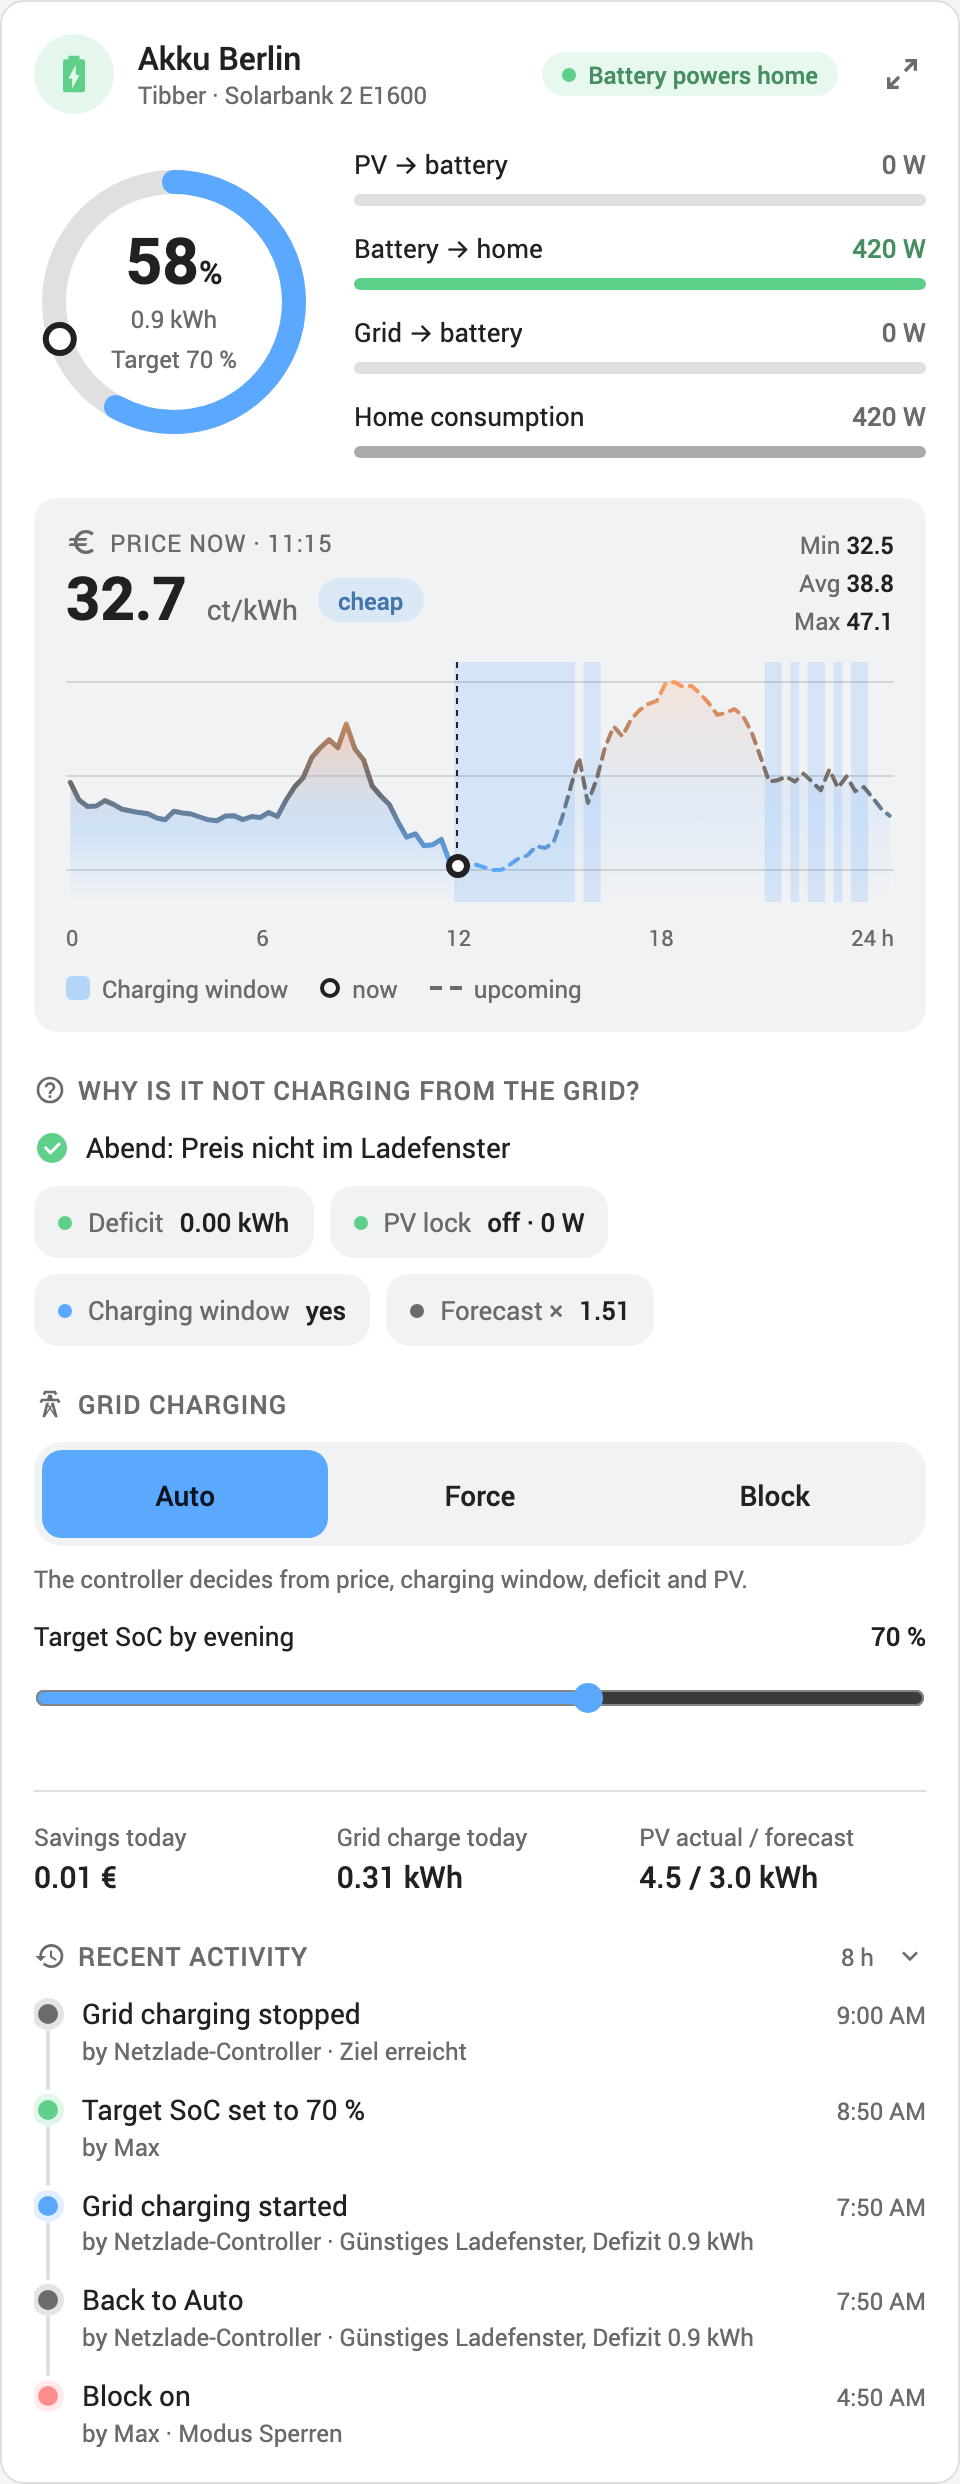 Akku Berlin
Tibber · Solarbank 2 E1600
Battery powers home
58%
0.9 kWh
Target 70 %
PV → battery 0 W
Battery → home 420 W
Grid → battery 0 W
Home consumption 420 W
€ PRICE NOW · 11:15
32.7 ct/kWh cheap
Min 32.5
Avg 38.8
Max 47.1
0 6 12 18 24 h
Charging window now upcoming
WHY IS IT NOT CHARGING FROM THE GRID?
Abend: Preis nicht im Ladefenster
Deficit 0.00 kWh PV lock off · 0 W
Charging window yes Forecast × 1.51
GRID CHARGING
Auto Force Block
The controller decides from price, charging window, deficit and PV.
Target SoC by evening 70 %
Savings today Grid charge today PV actual / forecast
0.01 € 0.31 kWh 4.5 / 3.0 kWh
RECENT ACTIVITY 8 h
Grid charging stopped 9:00 AM
by Netzlade-Controller · Ziel erreicht
Target SoC set to 70 % 8:50 AM
by Max
Grid charging started 7:50 AM
by Netzlade-Controller · Günstiges Ladefenster, Defizit 0.9 kWh
Back to Auto 7:50 AM
by Netzlade-Controller · Günstiges Ladefenster, Defizit 0.9 kWh
Block on 4:50 AM
by Max · Modus Sperren